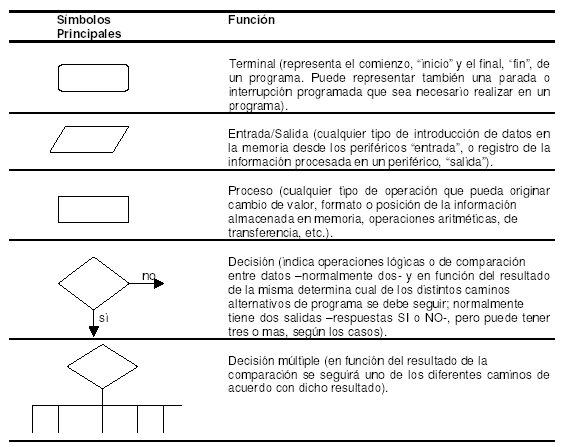 Símbolos Principales
Función
Terminal (representa el comienzo, “inicio” y el final, “fin”, de
un programa. Puede representar también una parada o
interrupción programada que sea necesario realizar en un
programa).
Entrada/Salida (cualquier tipo de introducción de datos en
la memoria desde los periféricos “entrada”, o registro de la
información procesada en un periférico, “salida”).
Proceso (cualquier tipo de operación que pueda originar
cambio de valor, formato o posición de la información
almacenada en memoria, operaciones aritméticas, de
transferencia, etc.).
no
sí
Decisión (indica operaciones lógicas o de comparación
entre datos –normalmente dos- y en función del resultado
de la misma determina cual de los distintos caminos
alternativos de programa se debe seguir; normalmente
tiene dos salidas –respuestas SI o NO-, pero puede tener
tres o mas, según los casos).
Decisión múltiple (en función del resultado de la
comparación se seguirá uno de los diferentes caminos de
acuerdo con dicho resultado).